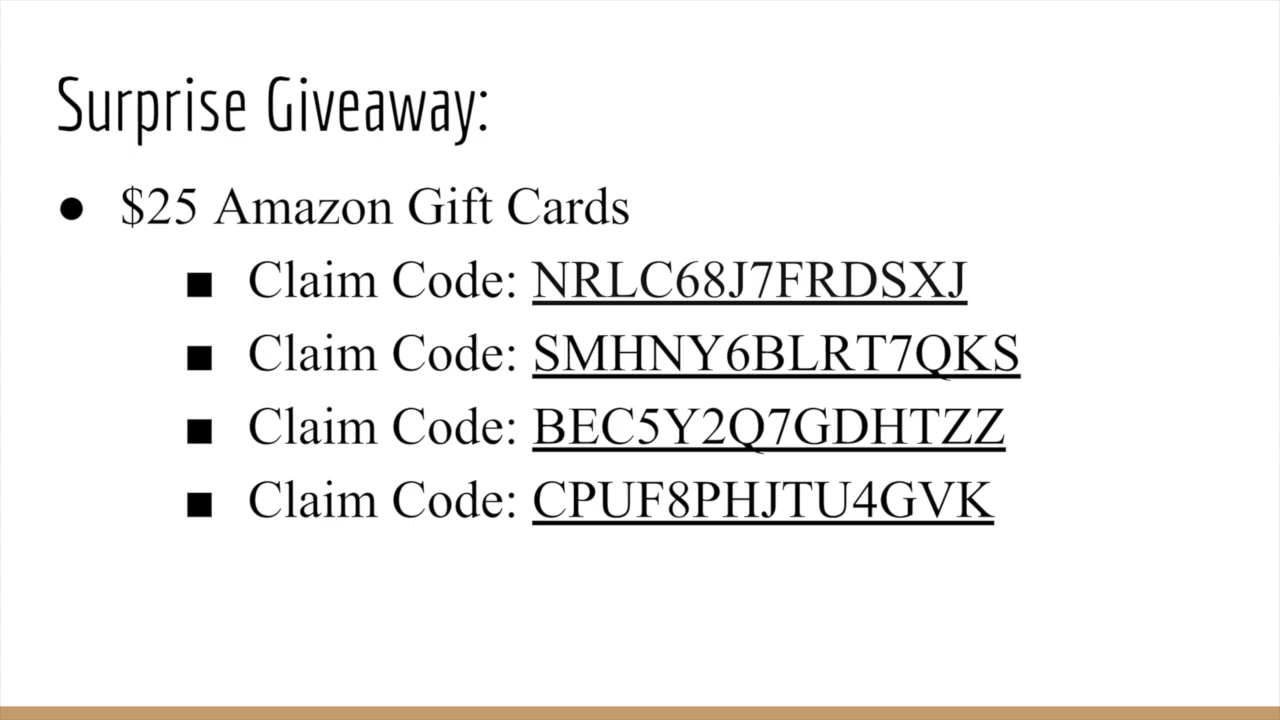 Surprise Giveaway:
● $25 Amazon Gift Cards
■ Claim Code: NRLC68J7FRDSXJ
■ Claim Code: SMHNY6BLRT7QKS
■ Claim Code: BEC5Y2Q7GDHTZZ
■ Claim Code: CPUF8PHJTU4GVK